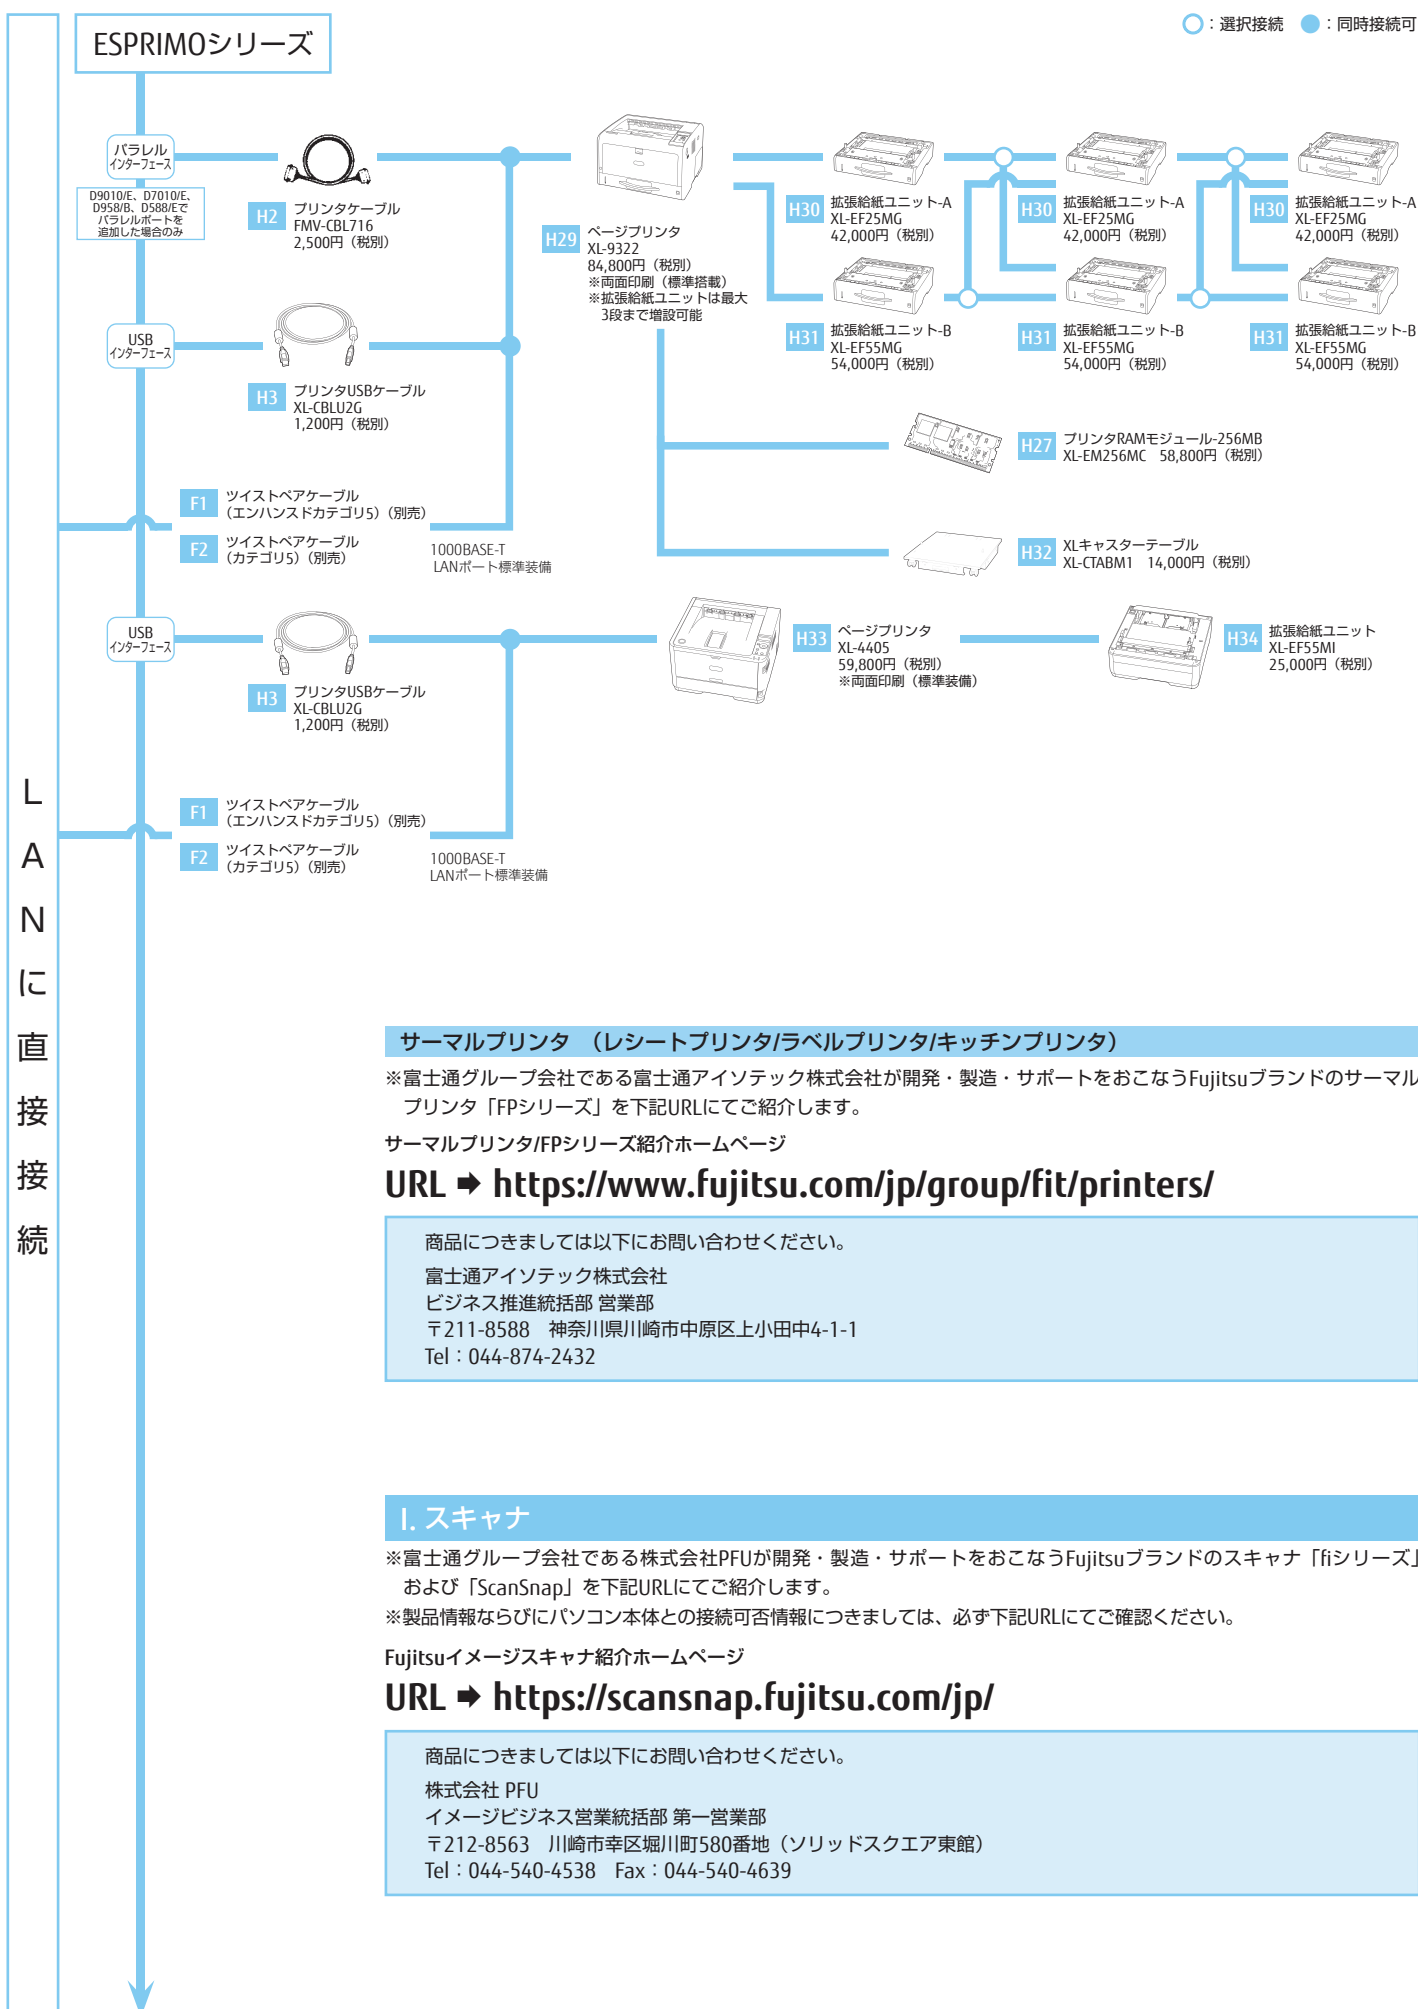 ○：選択接続　●：同時接続可
ESPRIMOシリーズ
パラレル
インターフェース
D9010/E、D7010/E、
D958/B、D588/Eで
パラレルポートを
追加した場合のみ
H2
プリンタケーブル
FMV-CBL716
2,500円（税別）
H29
ページプリンタ
XL-9322
84,800円（税別）
※両面印刷（標準搭載）
※拡張給紙ユニットは最大
3段まで増設可能
H30
拡張給紙ユニット-A
XL-EF25MG
42,000円（税別）
H30
拡張給紙ユニット-A
XL-EF25MG
42,000円（税別）
H30
拡張給紙ユニット-A
XL-EF25MG
42,000円（税別）
H31
拡張給紙ユニット-B
XL-EF55MG
54,000円（税別）
H31
拡張給紙ユニット-B
XL-EF55MG
54,000円（税別）
H31
拡張給紙ユニット-B
XL-EF55MG
54,000円（税別）
USB
インターフェース
H3
プリンタUSBケーブル
XL-CBLU2G
1,200円（税別）
H27
プリンタRAMモジュール-256MB
XL-EM256MC　58,800円（税別）
F1
ツイストペアケーブル
（エンハンスドカテゴリ5）（別売）
F2
ツイストペアケーブル
（カテゴリ5）（別売）
1000BASE-T
LANポート標準装備
H32
XLキャスターテーブル
XL-CTABM1　14,000円（税別）
USB
インターフェース
H3
プリンタUSBケーブル
XL-CBLU2G
1,200円（税別）
H33
ページプリンタ
XL-4405
59,800円（税別）
※両面印刷（標準装備）
H34
拡張給紙ユニット
XL-EF55MI
25,000円（税別）
F1
ツイストペアケーブル
（エンハンスドカテゴリ5）（別売）
F2
ツイストペアケーブル
（カテゴリ5）（別売）
1000BASE-T
LANポート標準装備
LANに直接接続
サーマルプリンタ　（レシートプリンタ/ラベルプリンタ/キッチンプリンタ）
※富士通グループ会社である富士通アイソテック株式会社が開発・製造・サポートをおこなうFujitsuブランドのサーマル
プリンタ「FPシリーズ」を下記URLにてご紹介します。
サーマルプリンタ/FPシリーズ紹介ホームページ
URL ➡ https://www.fujitsu.com/jp/group/fit/printers/
商品につきましては以下にお問い合わせください。
富士通アイソテック株式会社
ビジネス推進統括部 営業部
〒211-8588　神奈川県川崎市中原区上小田中4-1-1
Tel：044-874-2432
I. スキャナ
※富士通グループ会社である株式会社PFUが開発・製造・サポートをおこなうFujitsuブランドのスキャナ「fiシリーズ」
および「ScanSnap」を下記URLにてご紹介します。
※製品情報ならびにパソコン本体との接続可否情報につきましては、必ず下記URLにてご確認ください。
Fujitsuイメージスキャナ紹介ホームページ
URL ➡ https://scansnap.fujitsu.com/jp/
商品につきましては以下にお問い合わせください。
株式会社 PFU
イメージビジネス営業統括部 第一営業部
〒212-8563　川崎市幸区堀川町580番地（ソリッドスクエア東館）
Tel：044-540-4538　Fax：044-540-4639